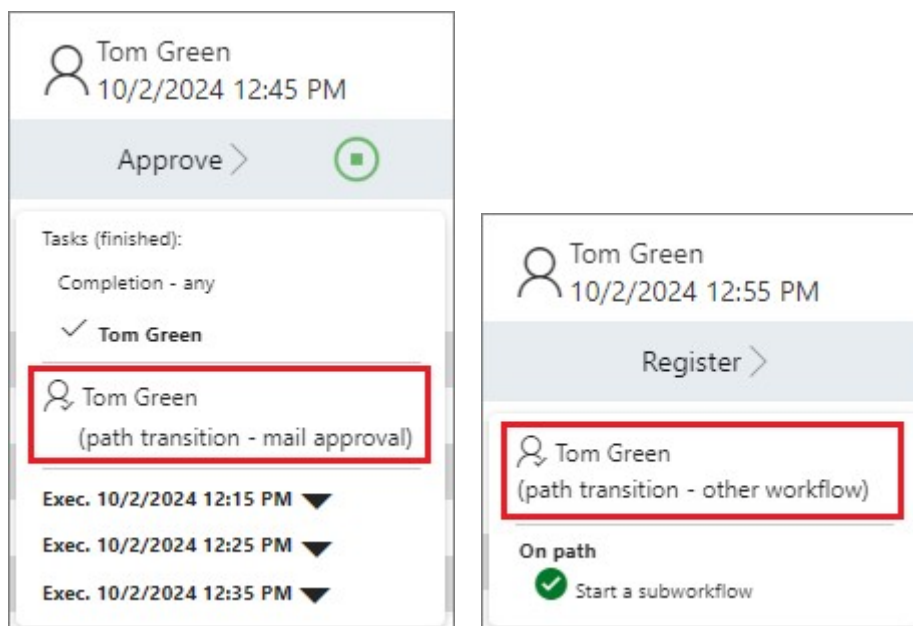 Tom Green
10/2/2024 12:45 PM
Approve
Tasks (finished):
Completion - any
Tom Green
Tom Green
(path transition - mail approval)
Exec. 10/2/2024 12:15 PM
Exec. 10/2/2024 12:25 PM
Exec. 10/2/2024 12:35 PM
Tom Green
10/2/2024 12:55 PM
Register
Tom Green
(path transition - other workflow)
On path
Start a subworkflow